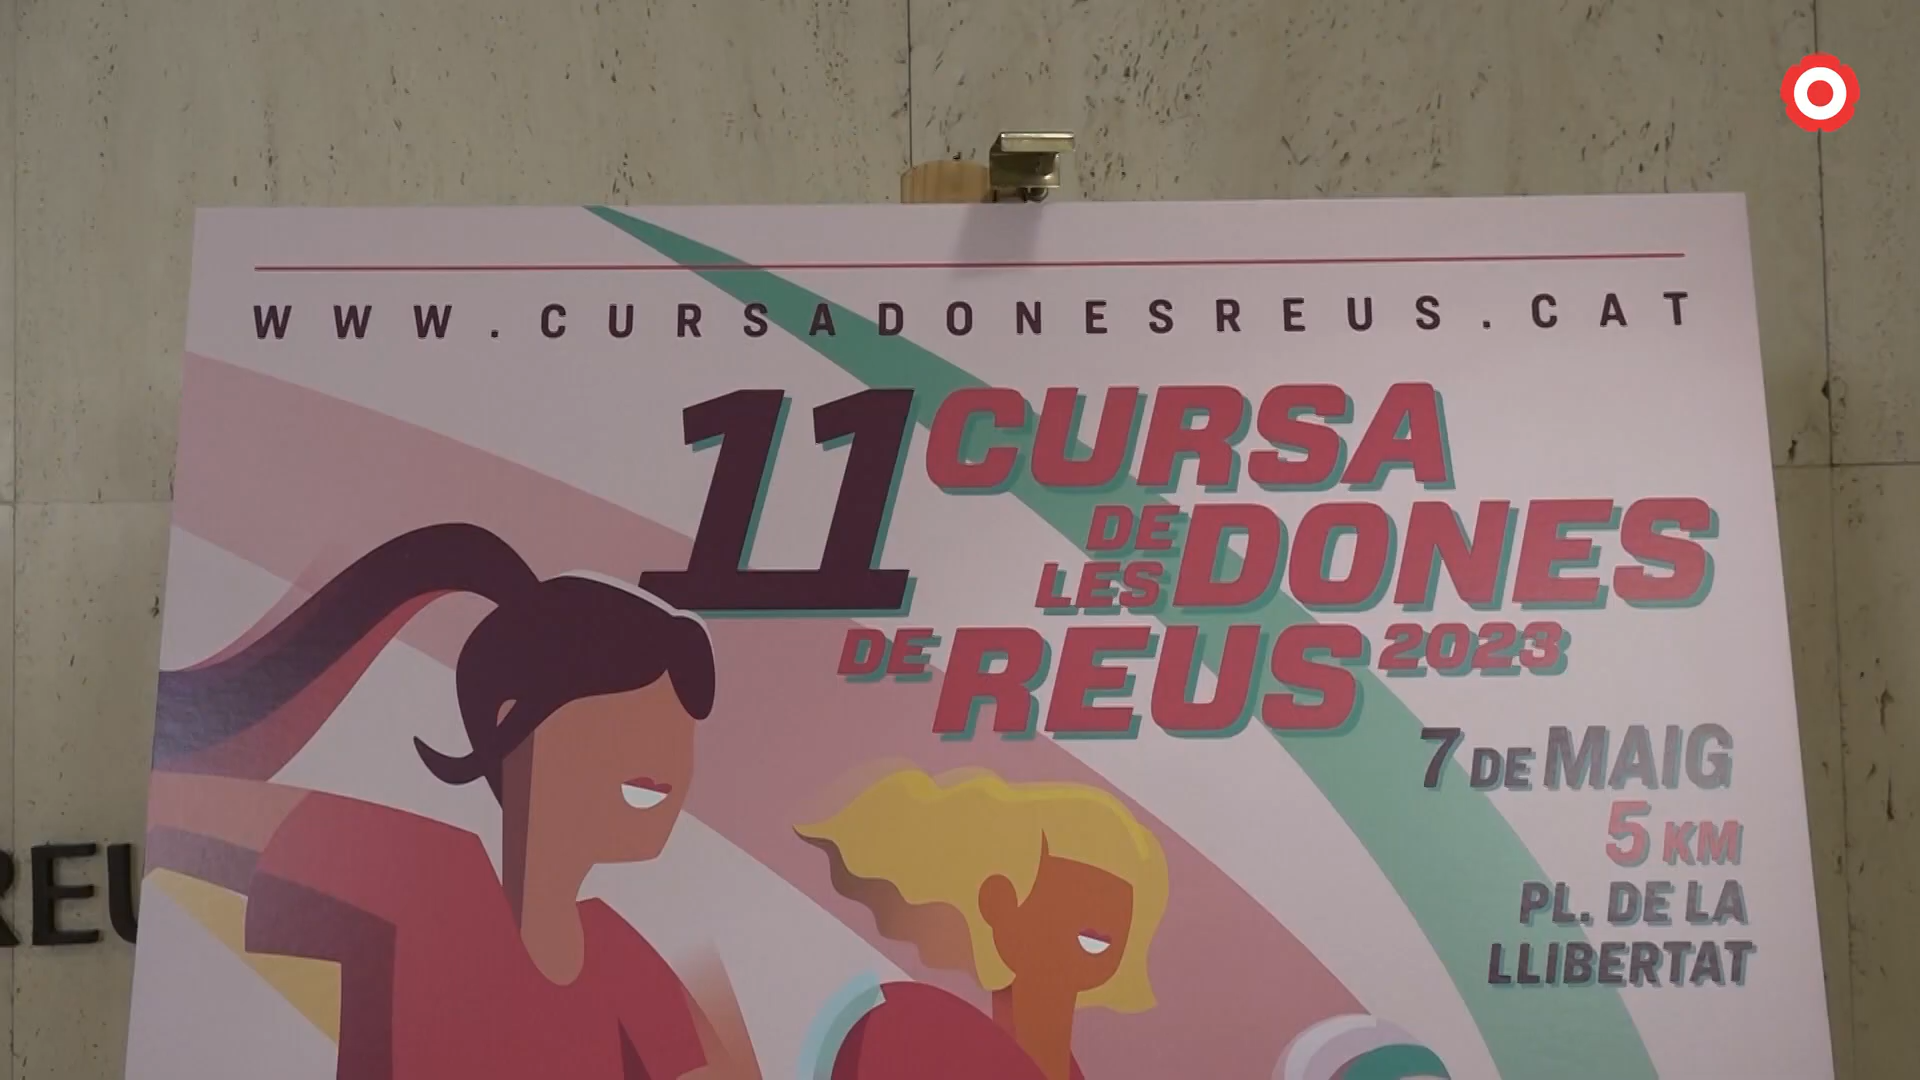 WWW.CURSADONESREUS.CAT
11 CURSA
DE LES DONES
DE REUS 2023
7 DE MAIG
5 KM
PL. DE LA
LLIBERTAT
REU